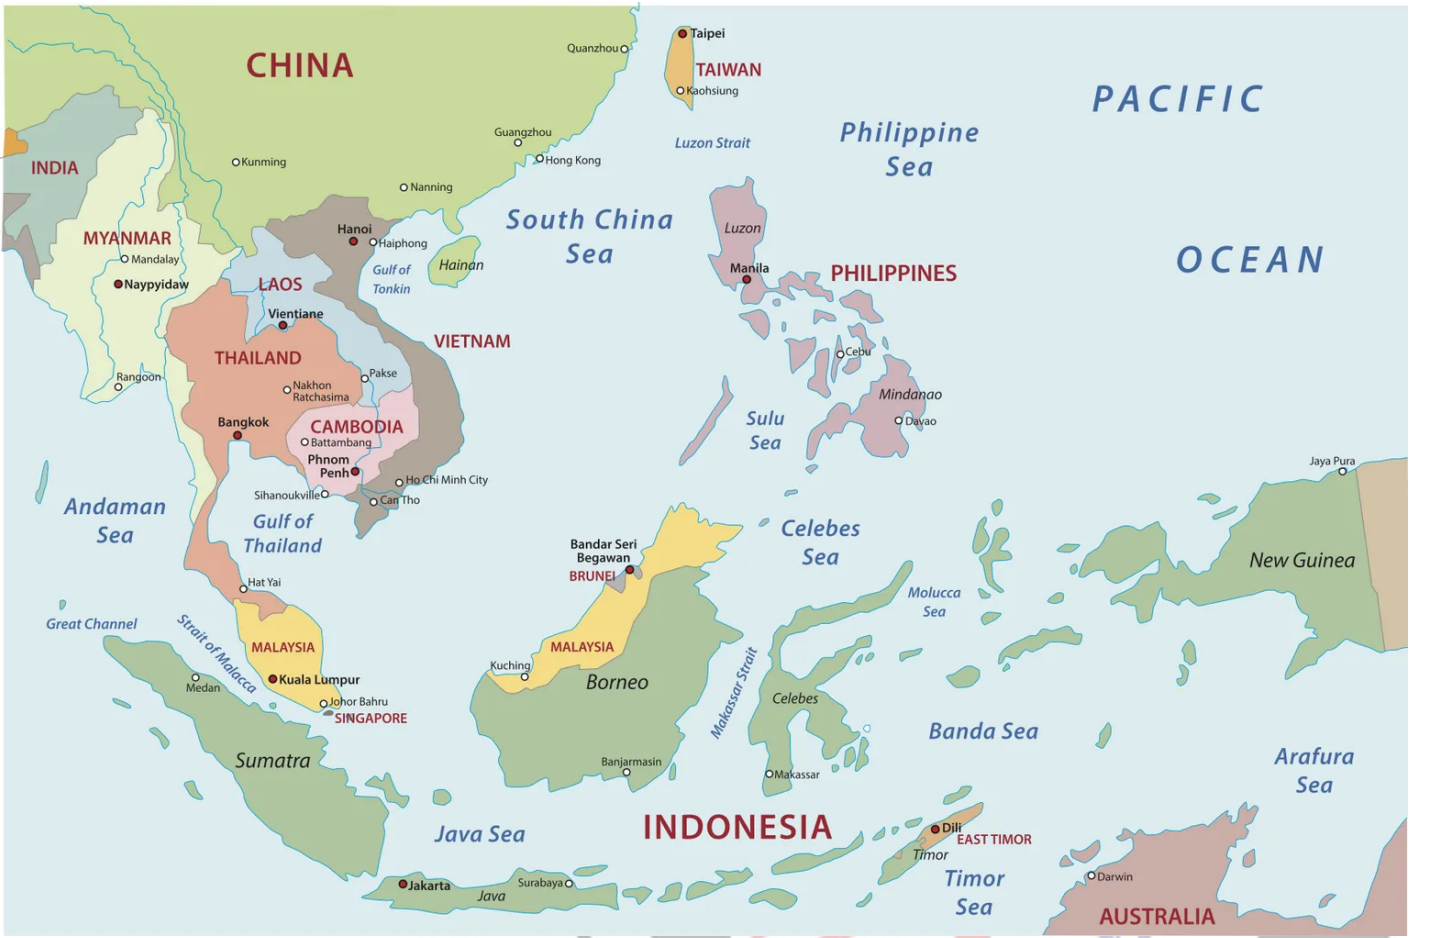 Taipei
Quanzhou
CHINA
TAIWAN
Kaohsiung
PACIFIC
Philippine
Sea
Guangzhou
Luzon Strait
Hong Kong
Kunming
INDIA
Nanning
South China
Sea
Luzon
Hanoi
Haiphong
MYANMAR
Mandalay
Naypyidaw
Gulf of
Tonkin
Hainan
Manila
PHILIPPINES
OCEAN
LAOS
Vientiane
VIETNAM
THAILAND
Cebu
Rangoon
Pakse
Nakhon
Ratchasima
Mindanao
Bangkok
CAMBODIA
Battambang
Sulu
Sea
Davao
Phnom
Penh
Jaya Pura
Ho Chi Minh City
Sihanoukville
Can Tho
Andaman
Sea
Gulf of
Thailand
Celebes
Sea
Bandar Seri
Begawan
BRUNEI
New Guinea
Hat Yai
Molucca
Sea
Great Channel
Strait of Malacca
MALAYSIA
MALAYSIA
Kuching
Borneo
Makassar Strait
Kuala Lumpur
Medan
Celebes
Johor Bahru
SINGAPORE
Banda Sea
Sumatra
Banjarmasin
Makassar
Arafura
Sea
Java Sea
INDONESIA
Dili
EAST TIMOR
Timor
Timor
Sea
Darwin
Jakarta
Surabaya
Java
AUSTRALIA